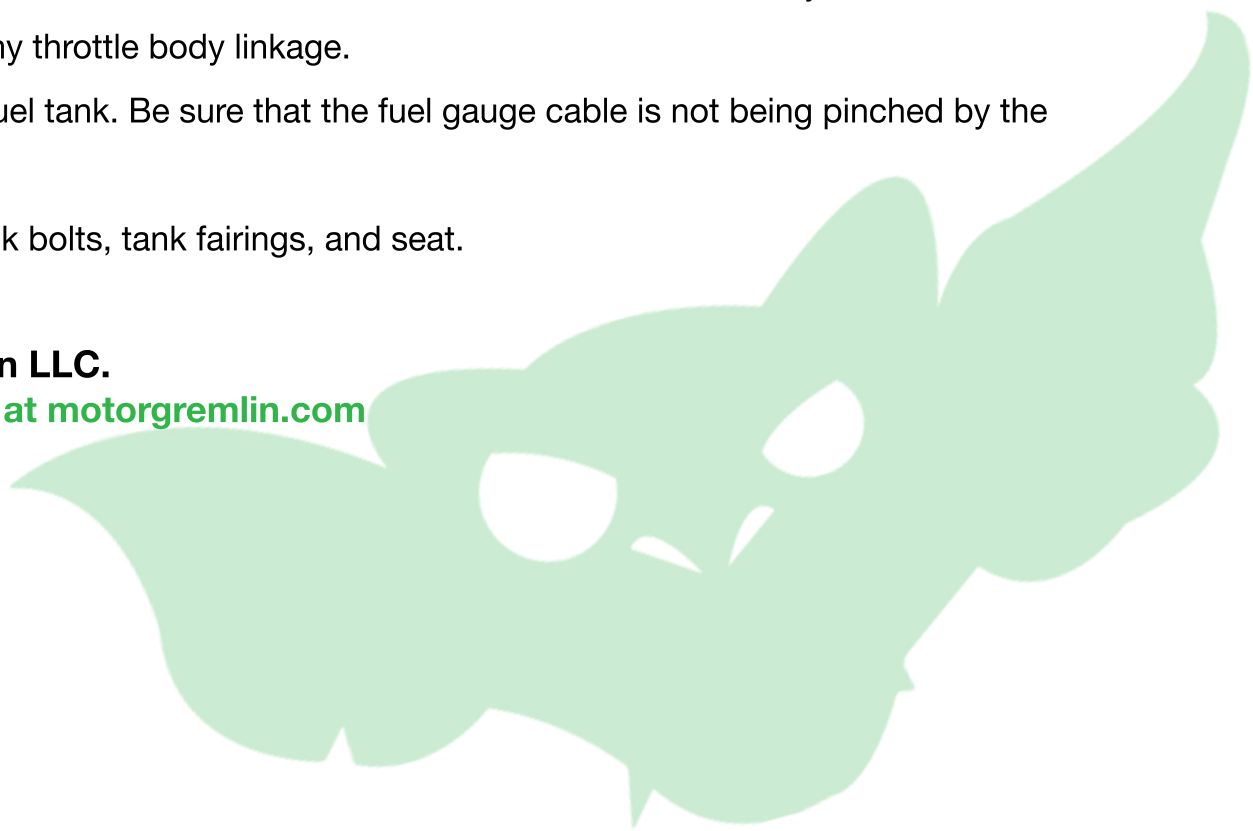 ny throttle body linkage.
uel tank. Be sure that the fuel gauge cable is not being pinched by the
k bolts, tank fairings, and seat.
n LLC.
at motorgremlin.com